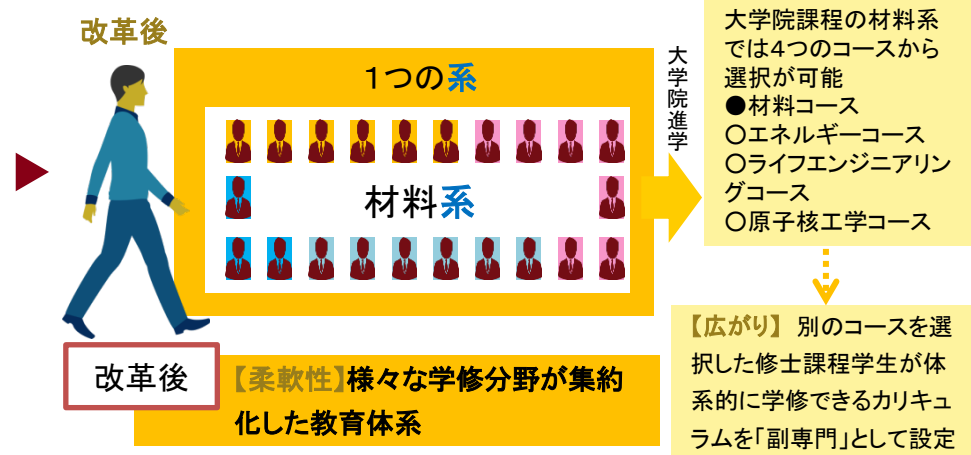 改革後
1つの系
材料系
大学院進学
大学院課程の材料系
では４つのコースから
選択が可能
●材料コース
○エネルギーコース
○ライフエンジニアリン
グコース
○原子核工学コース
改革後
【柔軟性】様々な学修分野が集約
化した教育体系
【広がり】 別のコースを選
択した修士課程学生が体
系的に学修できるカリキュ
ラムを「副専門」として設定